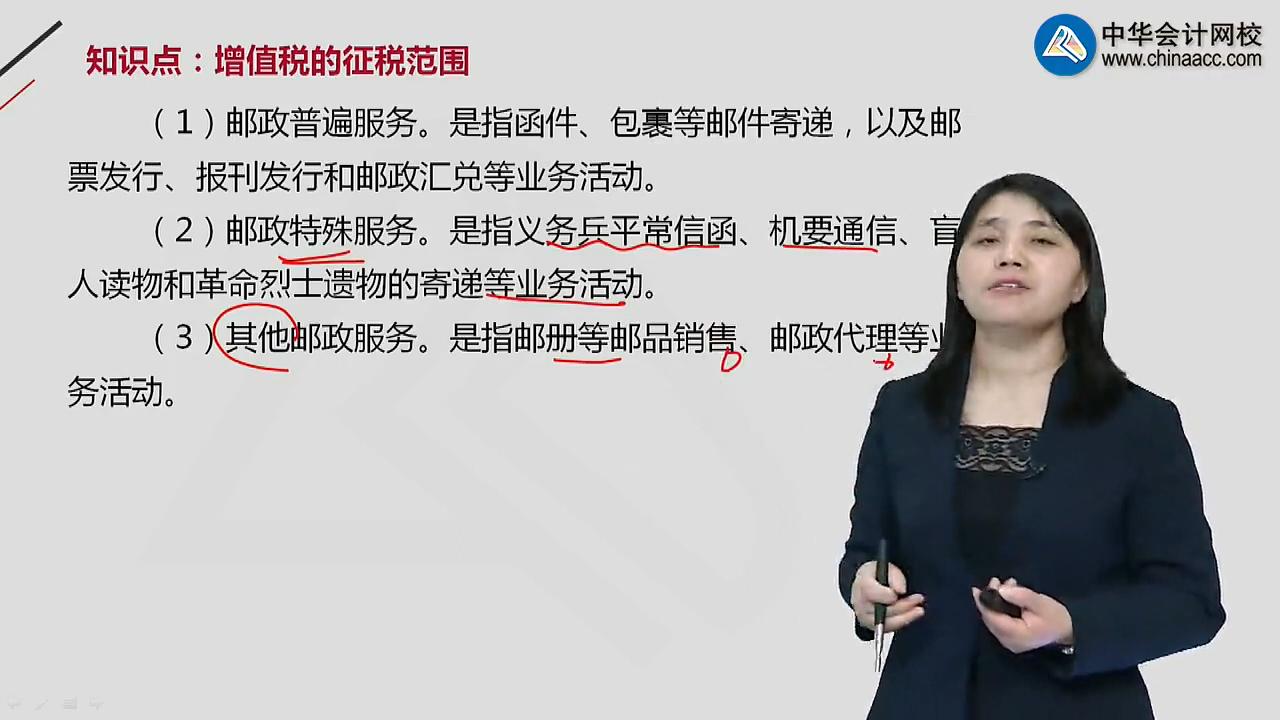 知识点：增值税的征税范围
中华会计网校
www.chinaacc.com
（1）邮政普遍服务。是指函件、包裹等邮件寄递，以及邮
票发行、报刊发行和邮政汇兑等业务活动。
（2）邮政特殊服务。是指义务兵平常信函、机要通信、盲
人读物和革命烈士遗物的寄递等业务活动。
（3）其他邮政服务。是指邮册等邮品销售、邮政代理等业
务活动。